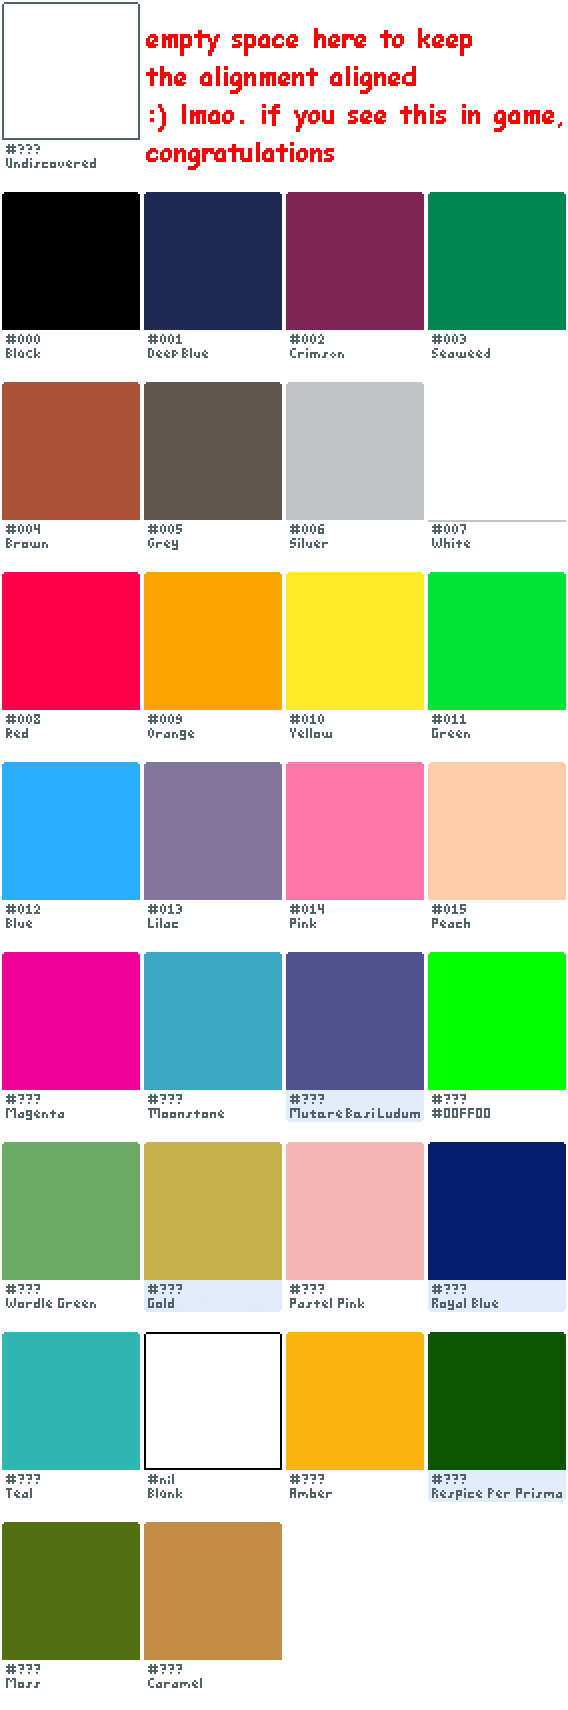 empty space here to keep
the alignment aligned
:) lmao. if you see this in game,
congratulations
#???
Undiscovered
#000
Black
#001
Deep Blue
#002
Crimson
#003
Seaweed
#004
Brown
#005
Grey
#006
Silver
#007
White
#008
Red
#009
Orange
#010
Yellow
#011
Green
#012
Blue
#013
Lilac
#014
Pink
#015
Peach
#???
Magenta
#???
Moonstone
#???
Mutare Basi Ludum
#???
#00FF00
#???
Wordle Green
#???
Gold
#???
Pastel Pink
#???
Royal Blue
#???
Teal
#nil
Blank
#???
Amber
#???
Respice Per Prisma
#???
Moss
#???
Caramel